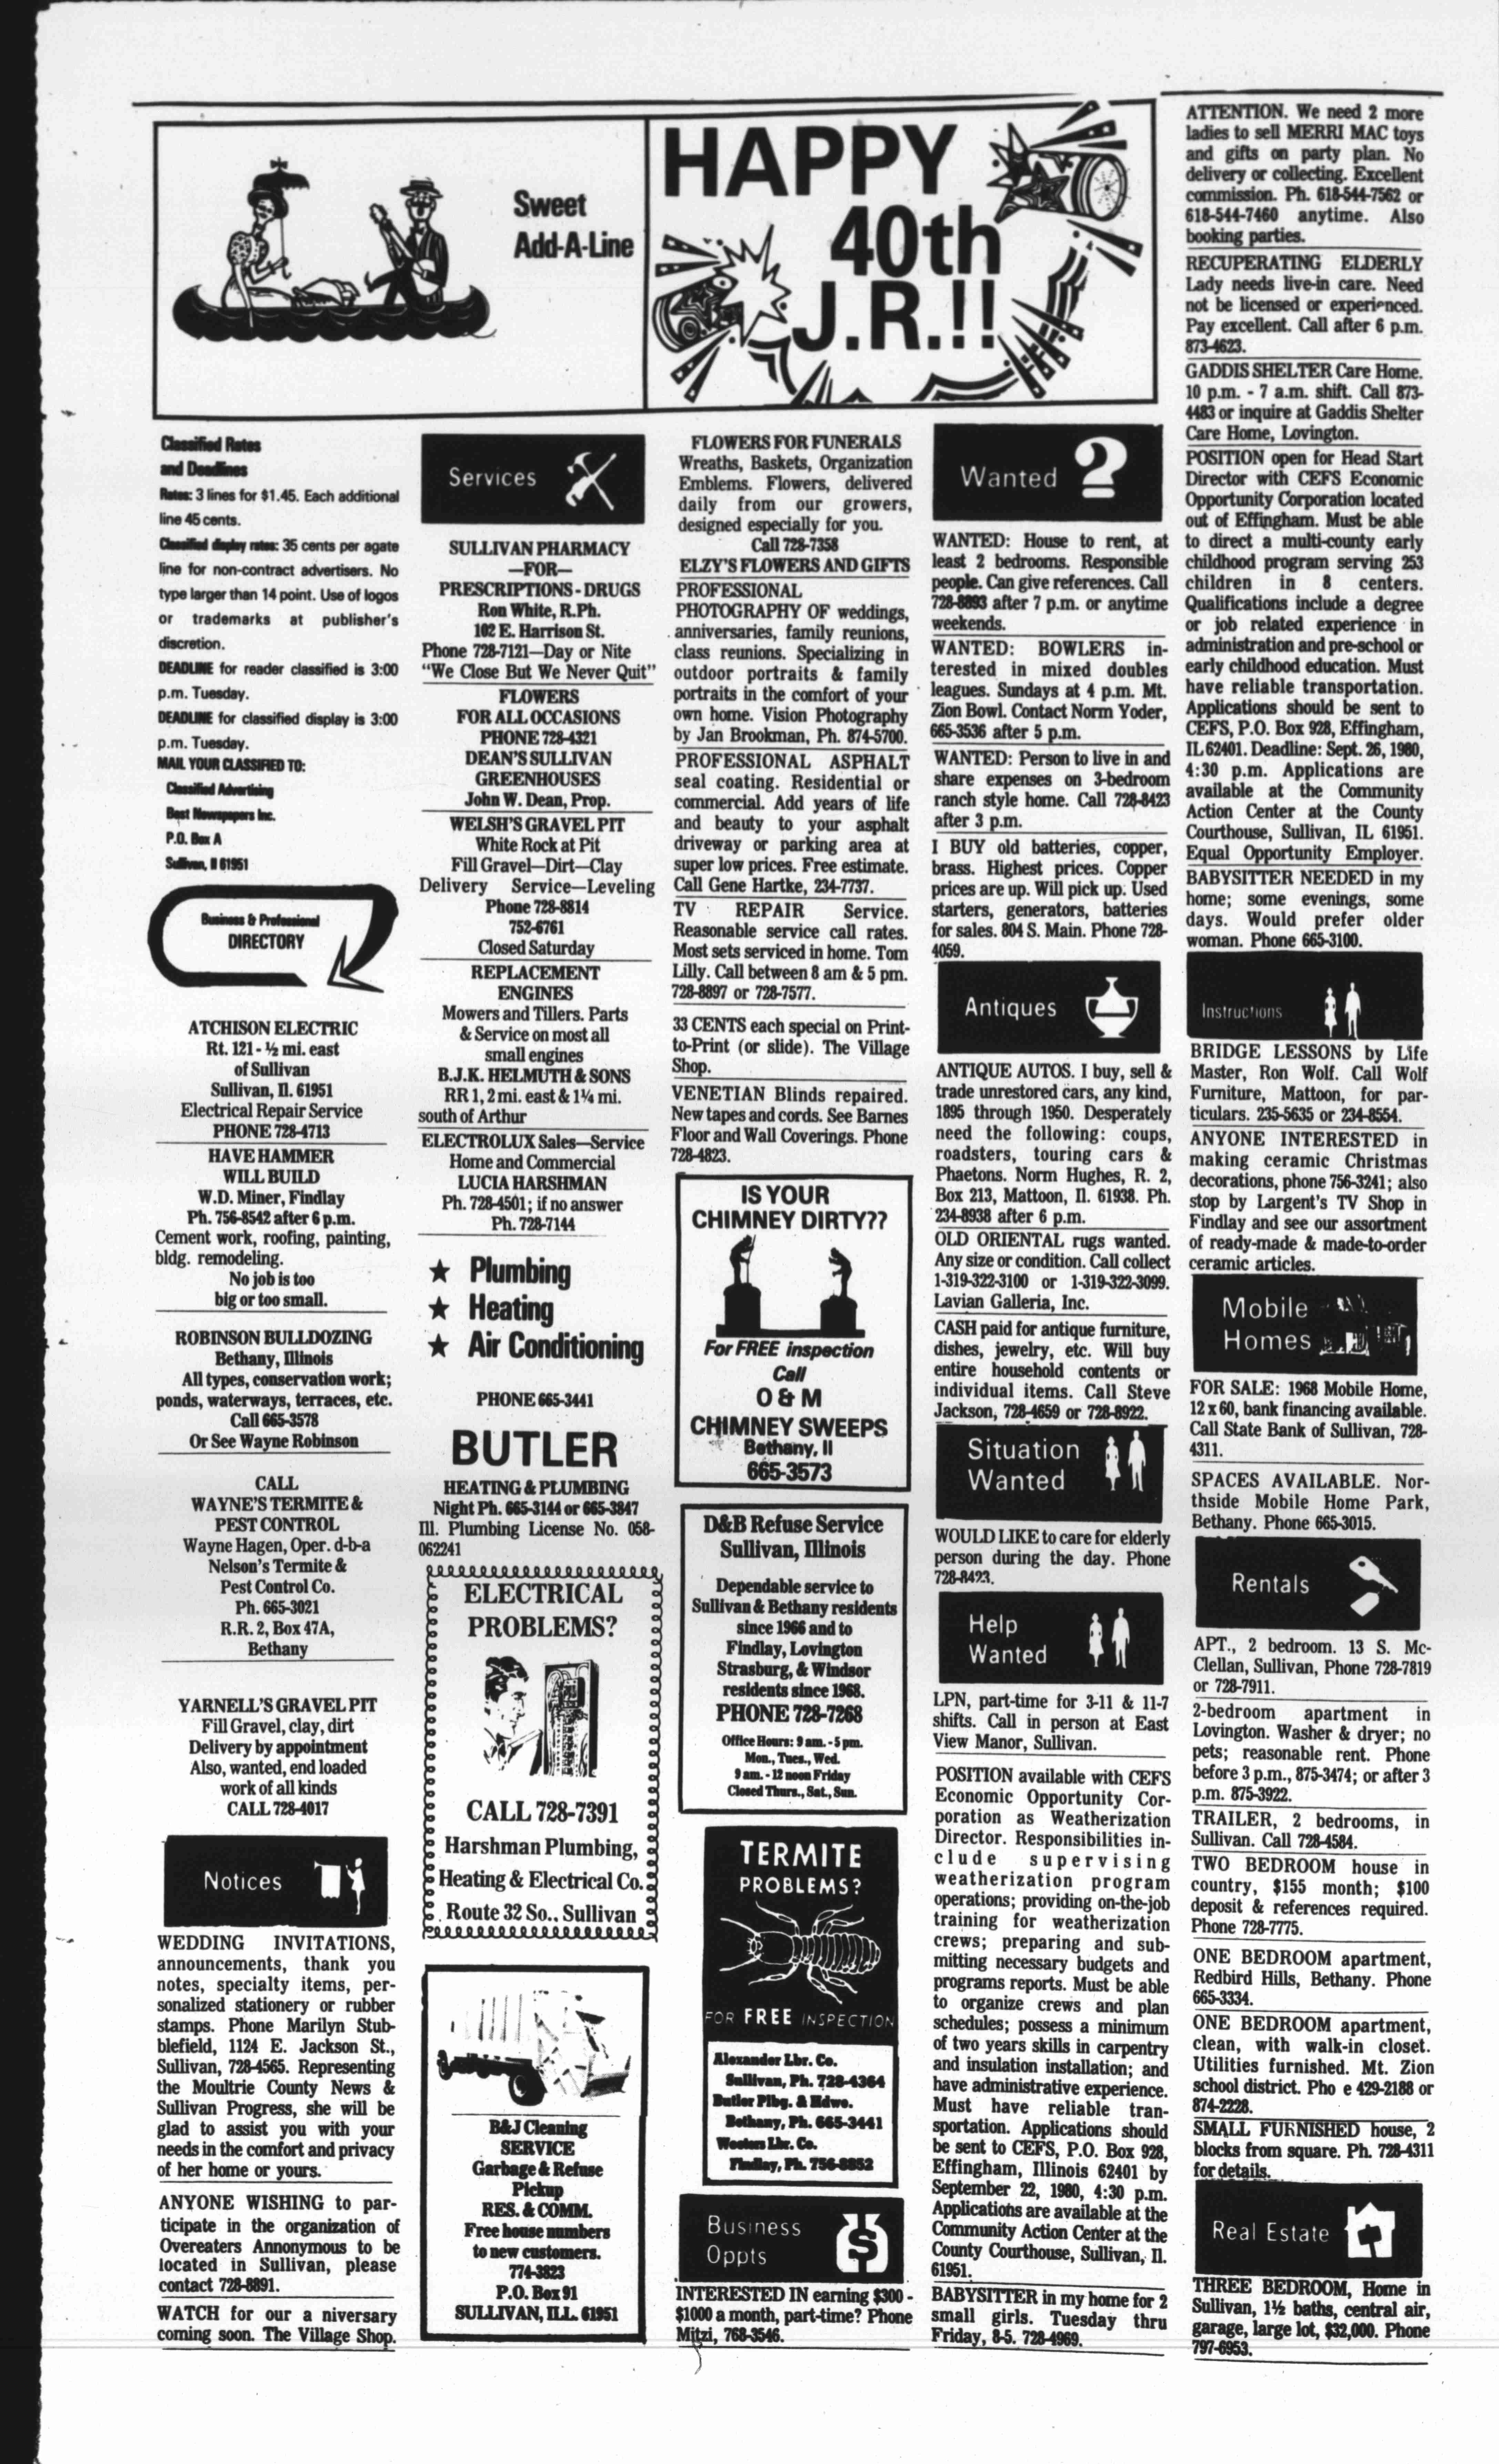 Sweet
Add-A-Line
HAPPY
40th
J.R.!!
Classified Rates
and Deadlines
Rates: 3 lines for $1.45. Each additional
line 45 cents.
Classified display rates: 35 cents per agate
line for non-contract advertisers. No
type larger than 14 point. Use of logos
or trademarks at publisher's
discretion.
DEADLINE for reader classified is 3:00
p.m. Tuesday.
DEADLINE for classified display is 3:00
p.m. Tuesday.
MAIL YOUR CLASSIFIED TO:
Classified Advertising
Best Newspapers Inc.
P.O. Box A
Sullivan, Il 61951
Business & Professional
DIRECTORY
ATCHISON ELECTRIC
Rt. 121 - ½ mi. east
of Sullivan
Sullivan, Il. 61951
Electrical Repair Service
PHONE 728-4713
HAVE HAMMER
WILL BUILD
W.D. Miner, Findlay
Ph. 756-8542 after 6 p.m.
Cement work, roofing, painting,
bldg. remodeling.
No job is too
big or too small.
ROBINSON BULLDOZING
Bethany, Illinois
All types, conservation work;
ponds, waterways, terraces, etc.
Call 665-3578
Or See Wayne Robinson
CALL
WAYNE'S TERMITE &
PEST CONTROL
Wayne Hagen, Oper. d-b-a
Nelson's Termite &
Pest Control Co.
Ph. 665-3021
R.R. 2, Box 47A,
Bethany
YARNELL'S GRAVEL PIT
Fill Gravel, clay, dirt
Delivery by appointment
Also, wanted, end loaded
work of all kinds
CALL 728-4017
Notices
WEDDING INVITATIONS,
announcements, thank you
notes, specialty items, per-
sonalized stationery or rubber
stamps. Phone Marilyn Stub-
blefield, 1124 E. Jackson St.,
Sullivan, 728-4565. Representing
the Moultrie County News &
Sullivan Progress, she will be
glad to assist you with your
needs in the comfort and privacy
of her home or yours.
ANYONE WISHING to par-
ticipate in the organization of
Overeaters Annonymous to be
located in Sullivan, please
contact 728-8891.
WATCH for our a niversary
coming soon. The Village Shop.
Services
SULLIVAN PHARMACY
—FOR—
PRESCRIPTIONS - DRUGS
Ron White, R.Ph.
102 E. Harrison St.
Phone 728-7121—Day or Nite
"We Close But We Never Quit"
FLOWERS
FOR ALL OCCASIONS
PHONE 728-4321
DEAN'S SULLIVAN
GREENHOUSES
John W. Dean, Prop.
WELSH'S GRAVEL PIT
White Rock at Pit
Fill Gravel—Dirt—Clay
Delivery Service—Leveling
Phone 728-8814
752-6761
Closed Saturday
REPLACEMENT
ENGINES
Mowers and Tillers. Parts
& Service on most all
small engines
B.J.K. HELMUTH & SONS
RR 1, 2 mi. east & 1¼ mi.
south of Arthur
ELECTROLUX Sales—Service
Home and Commercial
LUCIA HARSHMAN
Ph. 728-4501; if no answer
Ph. 728-7144
★ Plumbing
★ Heating
★ Air Conditioning
PHONE 665-3441
BUTLER
HEATING & PLUMBING
Night Ph. 665-3144 or 665-3847
Ill. Plumbing License No. 058-
062241
ELECTRICAL
PROBLEMS?
CALL 728-7391
Harshman Plumbing,
Heating & Electrical Co.
Route 32 So., Sullivan
B&J Cleaning
SERVICE
Garbage & Refuse
Pickup
RES. & COMM.
Free house numbers
to new customers.
774-3823
P.O. Box 91
SULLIVAN, ILL. 61951
FLOWERS FOR FUNERALS
Wreaths, Baskets, Organization
Emblems. Flowers, delivered
daily from our growers,
designed especially for you.
Call 728-7358
ELZY'S FLOWERS AND GIFTS
PROFESSIONAL
PHOTOGRAPHY OF weddings,
anniversaries, family reunions,
class reunions. Specializing in
outdoor portraits & family
portraits in the comfort of your
own home. Vision Photography
by Jan Brookman, Ph. 874-5700.
PROFESSIONAL ASPHALT
seal coating. Residential or
commercial. Add years of life
and beauty to your asphalt
driveway or parking area at
super low prices. Free estimate.
Call Gene Hartke, 234-7737.
TV REPAIR Service.
Reasonable service call rates.
Most sets serviced in home. Tom
Lilly. Call between 8 am & 5 pm.
728-8897 or 728-7577.
33 CENTS each special on Print-
to-Print (or slide). The Village
Shop.
VENETIAN Blinds repaired.
New tapes and cords. See Barnes
Floor and Wall Coverings. Phone
728-4823.
IS YOUR
CHIMNEY DIRTY??
For FREE inspection
Call
O & M
CHIMNEY SWEEPS
Bethany, Il
665-3573
D&B Refuse Service
Sullivan, Illinois
Dependable service to
Sullivan & Bethany residents
since 1966 and to
Findlay, Lovington
Strasburg, & Windsor
residents since 1968.
PHONE 728-7268
Office Hours: 9 am. - 5 pm.
Mon., Tues., Wed.
9 am. - 12 noon Friday
Closed Thurs., Sat., Sun.
TERMITE
PROBLEMS?
FOR FREE INSPECTION
Alexander Lbr. Co.
Sullivan, Ph. 728-4364
Butler Plbg. & Hdwe.
Bethany, Ph. 665-3441
Westen Lbr. Co.
Findlay, Ph. 756-8852
Business
Oppts
INTERESTED IN earning $300 -
$1000 a month, part-time? Phone
Mitzi, 768-3546.
Wanted
WANTED: House to rent, at
least 2 bedrooms. Responsible
people. Can give references. Call
728-8893 after 7 p.m. or anytime
weekends.
WANTED: BOWLERS in-
terested in mixed doubles
leagues. Sundays at 4 p.m. Mt.
Zion Bowl. Contact Norm Yoder,
665-3536 after 5 p.m.
WANTED: Person to live in and
share expenses on 3-bedroom
ranch style home. Call 728-8423
after 3 p.m.
I BUY old batteries, copper,
brass. Highest prices. Copper
prices are up. Will pick up. Used
starters, generators, batteries
for sales. 804 S. Main. Phone 728-
4059.
Antiques
ANTIQUE AUTOS. I buy, sell &
trade unrestored cars, any kind,
1895 through 1950. Desperately
need the following: coups,
roadsters, touring cars &
Phaetons. Norm Hughes, R. 2,
Box 213, Mattoon, Il. 61938. Ph.
234-8938 after 6 p.m.
OLD ORIENTAL rugs wanted.
Any size or condition. Call collect
1-319-322-3100 or 1-319-322-3099.
Lavian Galleria, Inc.
CASH paid for antique furniture,
dishes, jewelry, etc. Will buy
entire household contents or
individual items. Call Steve
Jackson, 728-4659 or 728-8922.
Situation
Wanted
WOULD LIKE to care for elderly
person during the day. Phone
728-8423.
Help
Wanted
LPN, part-time for 3-11 & 11-7
shifts. Call in person at East
View Manor, Sullivan.
POSITION available with CEFS
Economic Opportunity Cor-
poration as Weatherization
Director. Responsibilities in-
clude supervising
weatherization program
operations; providing on-the-job
training for weatherization
crews; preparing and sub-
mitting necessary budgets and
programs reports. Must be able
to organize crews and plan
schedules; possess a minimum
of two years skills in carpentry
and insulation installation; and
have administrative experience.
Must have reliable tran-
sportation. Applications should
be sent to CEFS, P.O. Box 928,
Effingham, Illinois 62401 by
September 22, 1980, 4:30 p.m.
Applications are available at the
Community Action Center at the
County Courthouse, Sullivan, Il.
61951.
BABYSITTER in my home for 2
small girls. Tuesday thru
Friday, 8-5. 728-4969.
ATTENTION. We need 2 more
ladies to sell MERRI MAC toys
and gifts on party plan. No
delivery or collecting. Excellent
commission. Ph. 618-544-7562 or
618-544-7460 anytime. Also
booking parties.
RECUPERATING ELDERLY
Lady needs live-in care. Need
not be licensed or experienced.
Pay excellent. Call after 6 p.m.
873-4623.
GADDIS SHELTER Care Home.
10 p.m. - 7 a.m. shift. Call 873-
4483 or inquire at Gaddis Shelter
Care Home, Lovington.
POSITION open for Head Start
Director with CEFS Economic
Opportunity Corporation located
out of Effingham. Must be able
to direct a multi-county early
childhood program serving 253
children in 8 centers.
Qualifications include a degree
or job related experience in
administration and pre-school or
early childhood education. Must
have reliable transportation.
Applications should be sent to
CEFS, P.O. Box 928, Effingham,
IL 62401. Deadline: Sept. 26, 1980,
4:30 p.m. Applications are
available at the Community
Action Center at the County
Courthouse, Sullivan, IL 61951.
Equal Opportunity Employer.
BABYSITTER NEEDED in my
home; some evenings, some
days. Would prefer older
woman. Phone 665-3100.
Instructions
BRIDGE LESSONS by Life
Master, Ron Wolf. Call Wolf
Furniture, Mattoon, for par-
ticulars. 235-5635 or 234-8554.
ANYONE INTERESTED in
making ceramic Christmas
decorations, phone 756-3241; also
stop by Largent's TV Shop in
Findlay and see our assortment
of ready-made & made-to-order
ceramic articles.
Mobile
Homes
FOR SALE: 1968 Mobile Home,
12 x 60, bank financing available.
Call State Bank of Sullivan, 728-
4311.
SPACES AVAILABLE. Nor-
thside Mobile Home Park,
Bethany. Phone 665-3015.
Rentals
APT., 2 bedroom. 13 S. Mc-
Clellan, Sullivan, Phone 728-7819
or 728-7911.
2-bedroom apartment in
Lovington. Washer & dryer; no
pets; reasonable rent. Phone
before 3 p.m., 875-3474; or after 3
p.m. 875-3922.
TRAILER, 2 bedrooms, in
Sullivan. Call 728-4584.
TWO BEDROOM house in
country, $155 month; $100
deposit & references required.
Phone 728-7775.
ONE BEDROOM apartment,
Redbird Hills, Bethany. Phone
665-3334.
ONE BEDROOM apartment,
clean, with walk-in closet.
Utilities furnished. Mt. Zion
school district. Pho e 429-2188 or
874-2228.
SMALL FURNISHED house, 2
blocks from square. Ph. 728-4311
for details.
Real Estate
THREE BEDROOM, Home in
Sullivan, 1½ baths, central air,
garage, large lot, $32,000. Phone
797-6953.